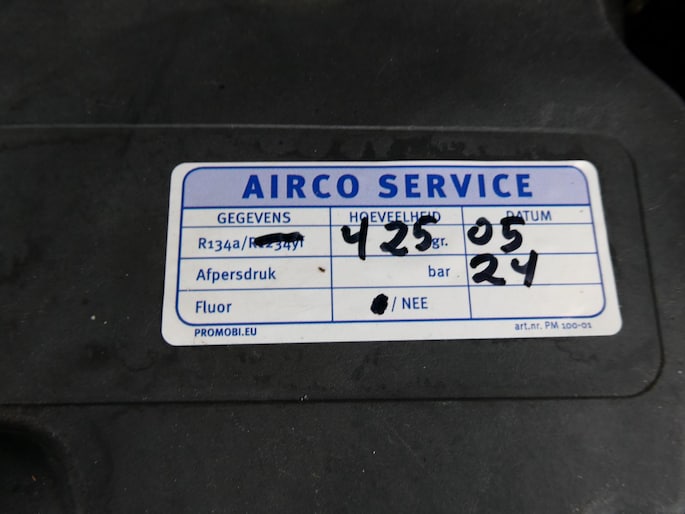 AIRCO SERVICE
GEGEVENS HOEVEELHEID DATUM
R134a/R1234yf 425 gr. 05
Afpersdruk bar 24
Fluor / NEE
PROMOBI.EU art.nr. PM 100-01